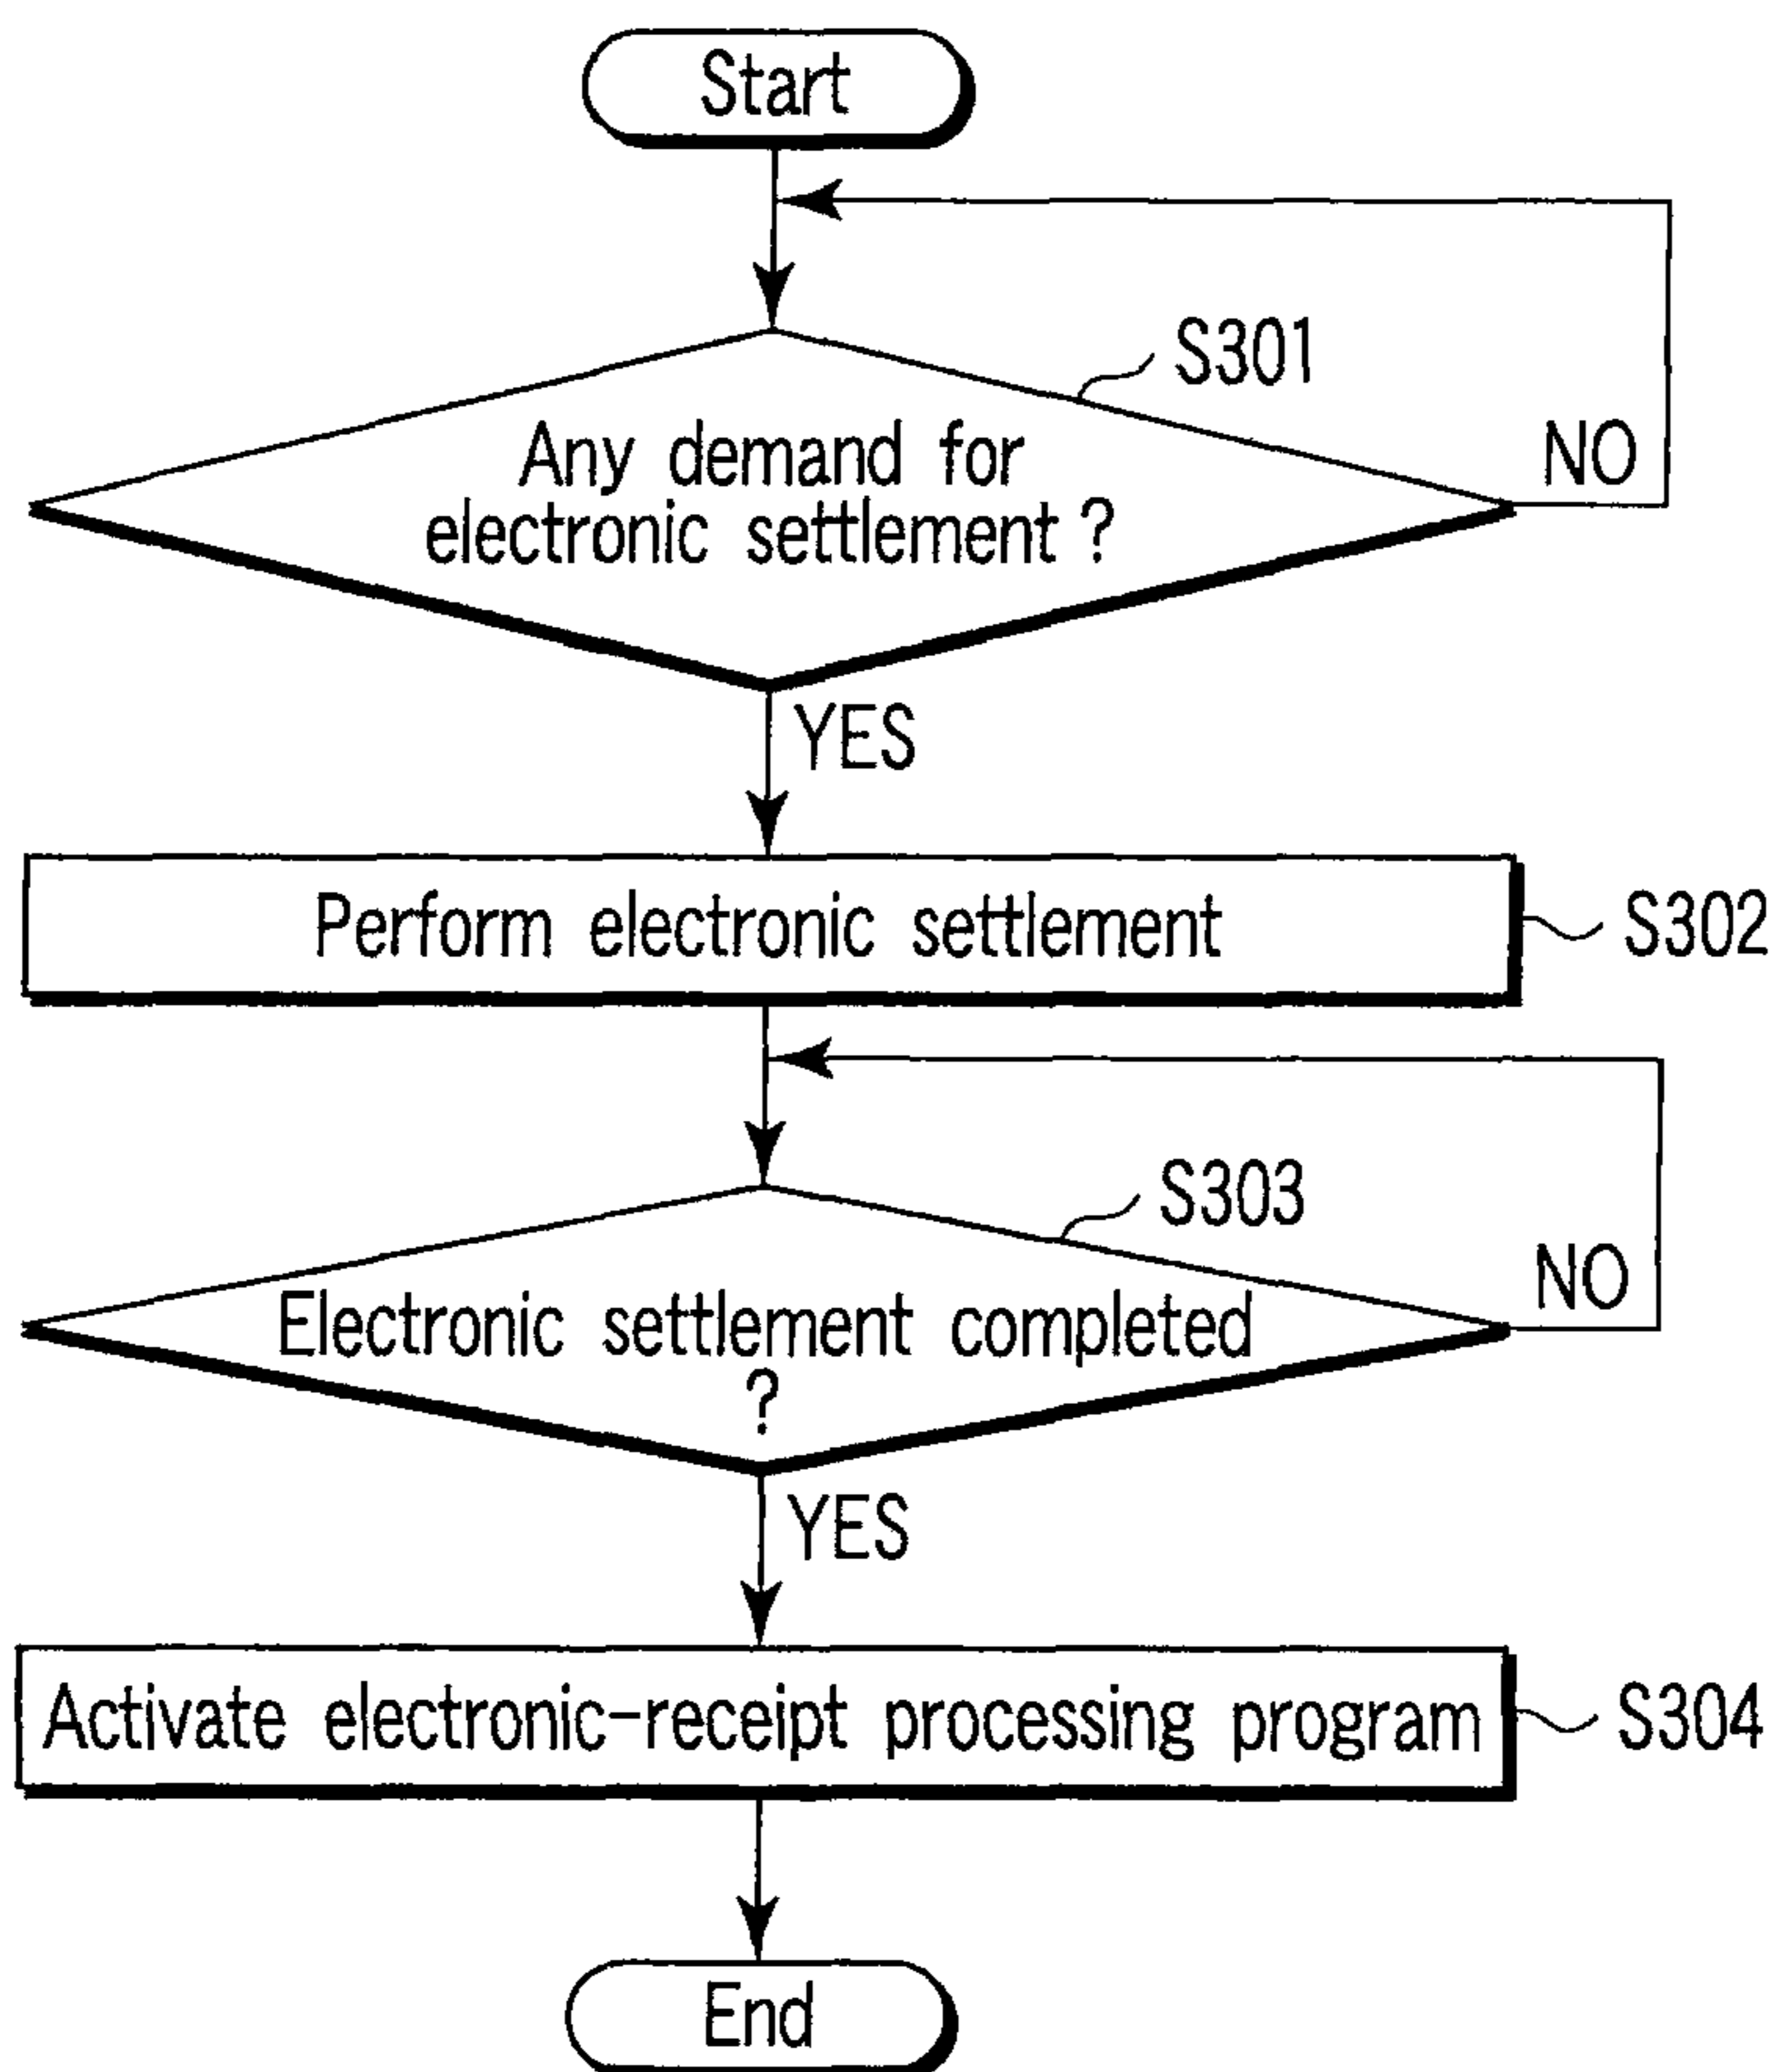 Start
S301
Any demand for
electronic settlement ?
NO
YES
Perform electronic settlement
S302
S303
Electronic settlement completed
?
NO
YES
Activate electronic-receipt processing program
S304
End